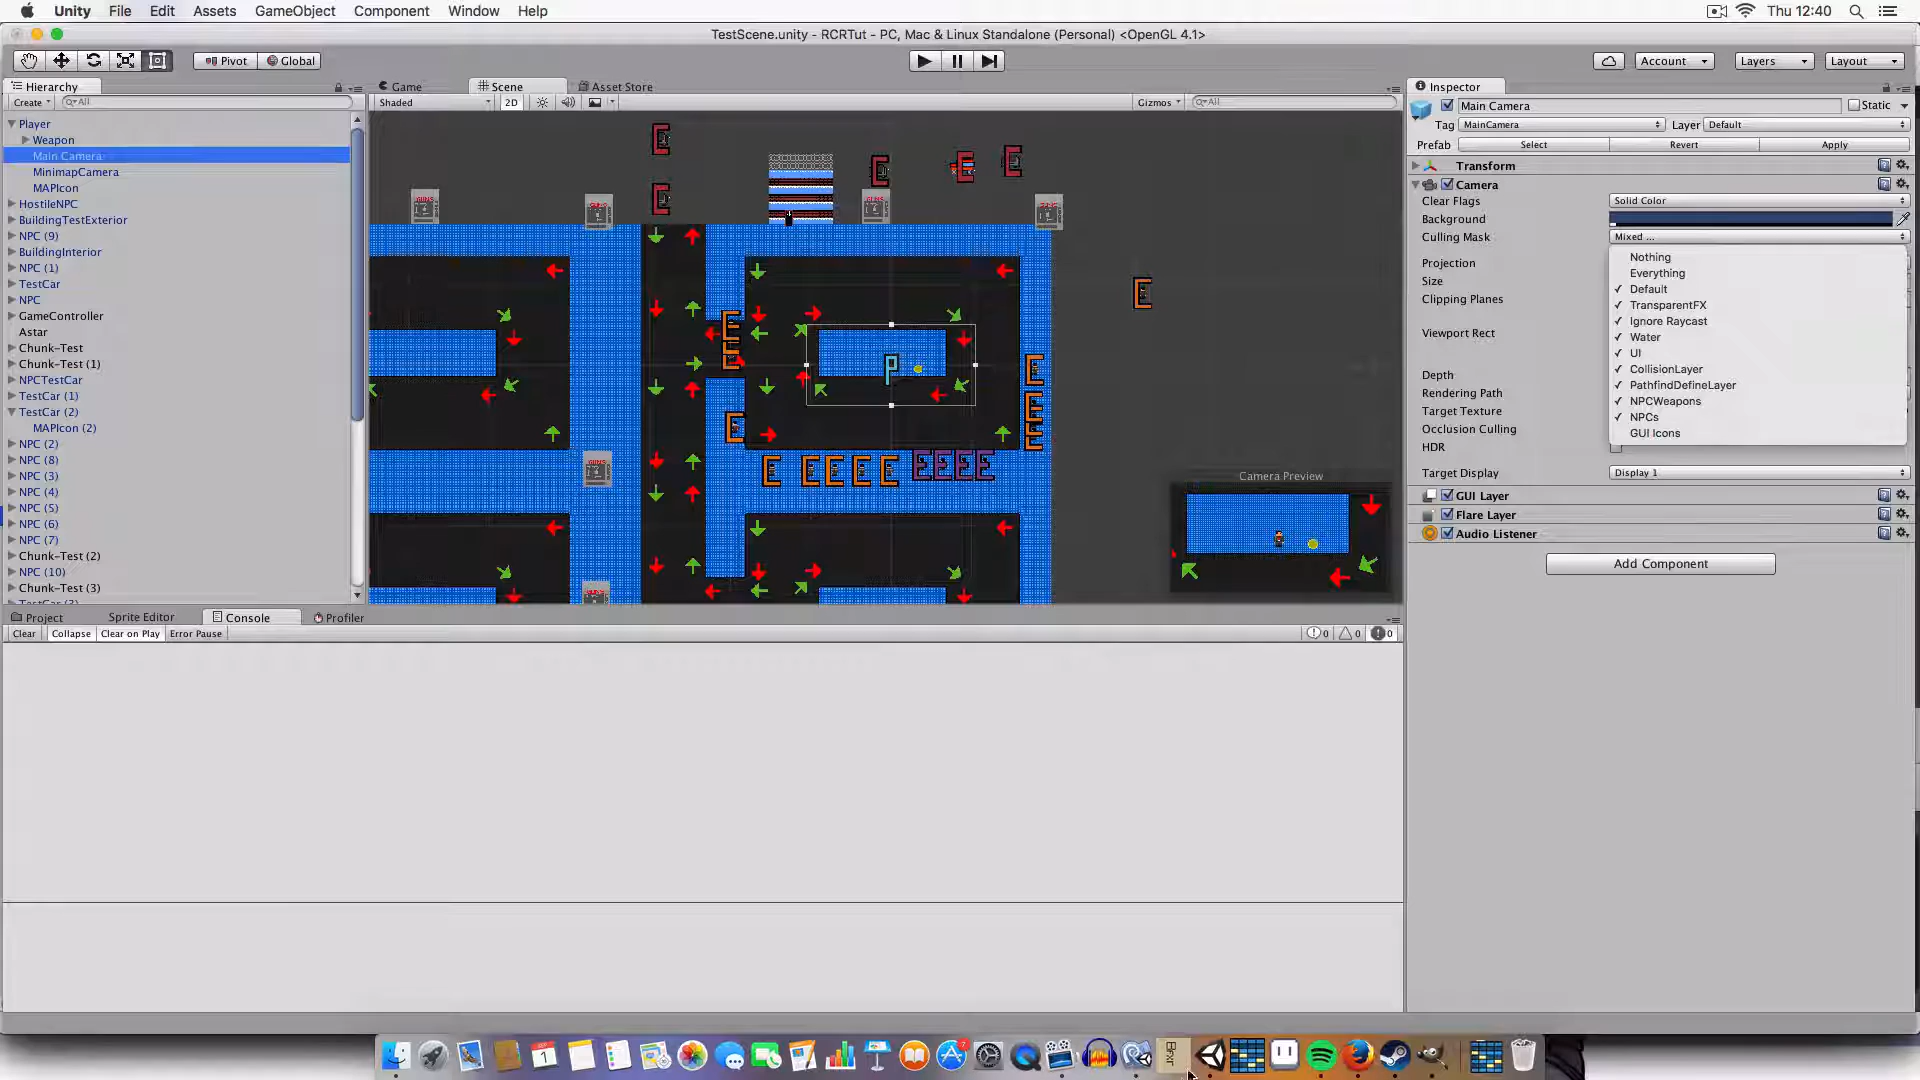 Unity File Edit Assets GameObject Component Window Help Thu 12:40
TestScene.unity - RCRTut - PC, Mac & Linux Standalone (Personal) <OpenGL 4.1>
Pivot Global Account Layers Layout
Hierarchy Game Scene Asset Store Inspector
Create All Shaded 2D Gizmos All
Main Camera Static
Tag MainCamera Layer Default
Prefab Select Revert Apply
Transform
Camera
Clear Flags Solid Color
Background
Culling Mask Mixed ...
Projection
Size
Clipping Planes
Viewport Rect
Depth
Rendering Path
Target Texture
Occlusion Culling
HDR
Target Display Display 1
Nothing
Everything
Default
TransparentFX
Ignore Raycast
Water
UI
CollisionLayer
PathfindDefineLayer
NPCWeapons
NPCs
GUI Icons
GUI Layer
Flare Layer
Audio Listener
Add Component
Player
Weapon
Main Camera
MinimapCamera
MAPIcon
HostileNPC
BuildingTestExterior
NPC (9)
BuildingInterior
NPC (1)
TestCar
NPC
GameController
Astar
Chunk-Test
Chunk-Test (1)
NPCTestCar
TestCar (1)
TestCar (2)
MAPIcon (2)
NPC (2)
NPC (8)
NPC (3)
NPC (4)
NPC (5)
NPC (6)
NPC (7)
Chunk-Test (2)
NPC (10)
Chunk-Test (3)
TestCar (3)
P
E E E E E E E E E
Camera Preview
Project Sprite Editor Console Profiler
Clear Collapse Clear on Play Error Pause 0 0 0